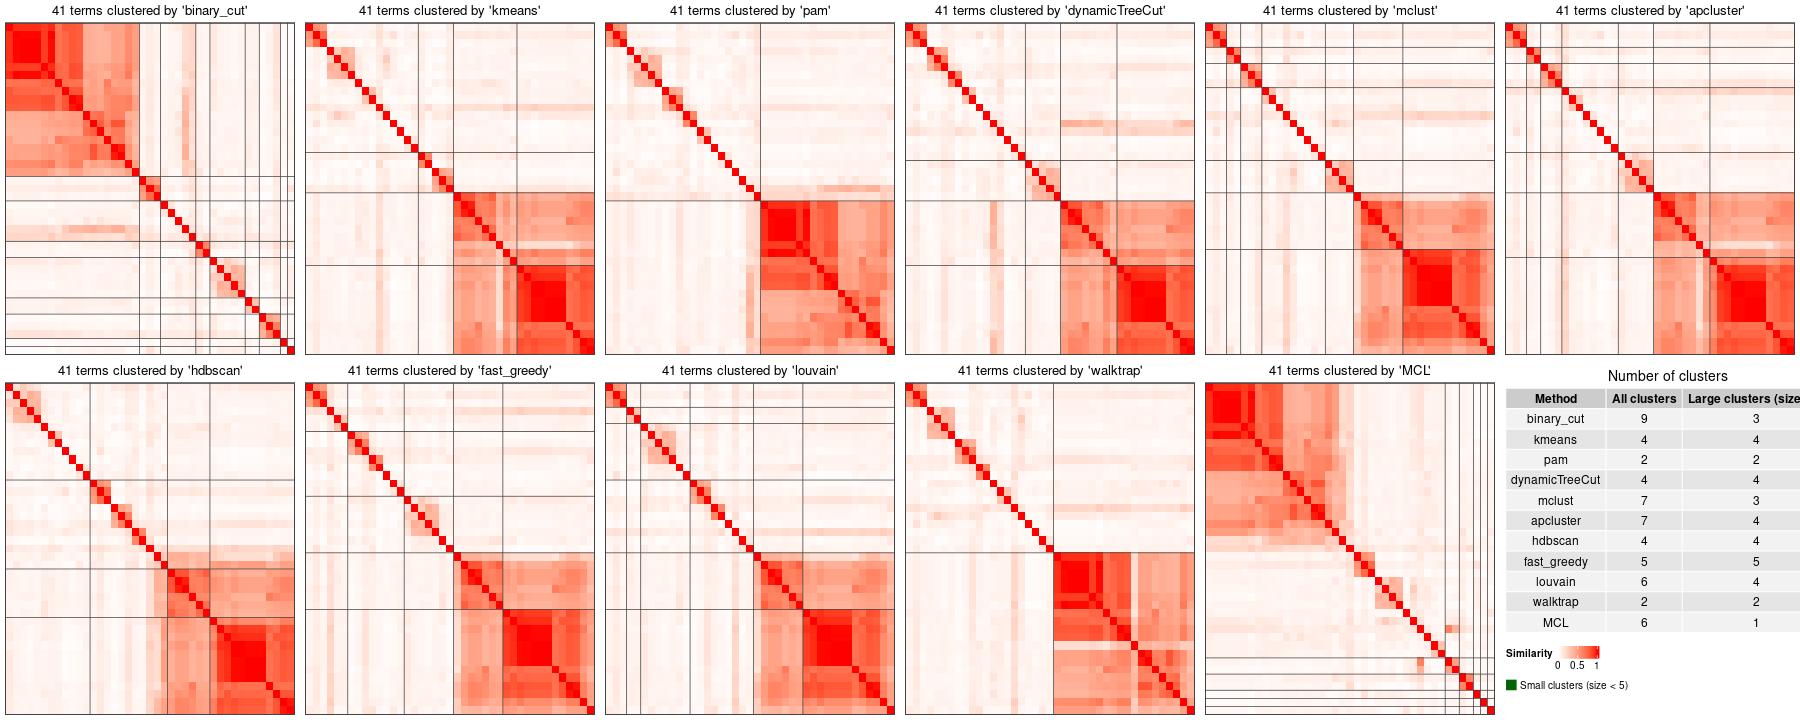 41 terms clustered by 'binary_cut'
41 terms clustered by 'kmeans'
41 terms clustered by 'pam'
41 terms clustered by 'dynamicTreeCut'
41 terms clustered by 'mclust'
41 terms clustered by 'apcluster'
41 terms clustered by 'hdbscan'
41 terms clustered by 'fast_greedy'
41 terms clustered by 'louvain'
41 terms clustered by 'walktrap'
41 terms clustered by 'MCL'
Number of clusters
Method All clusters Large clusters (size
binary_cut 9 3
kmeans 4 4
pam 2 2
dynamicTreeCut 4 4
mclust 7 3
apcluster 7 4
hdbscan 4 4
fast_greedy 5 5
louvain 6 4
walktrap 2 2
MCL 6 1
Similarity
0 0.5 1
Small clusters (size < 5)